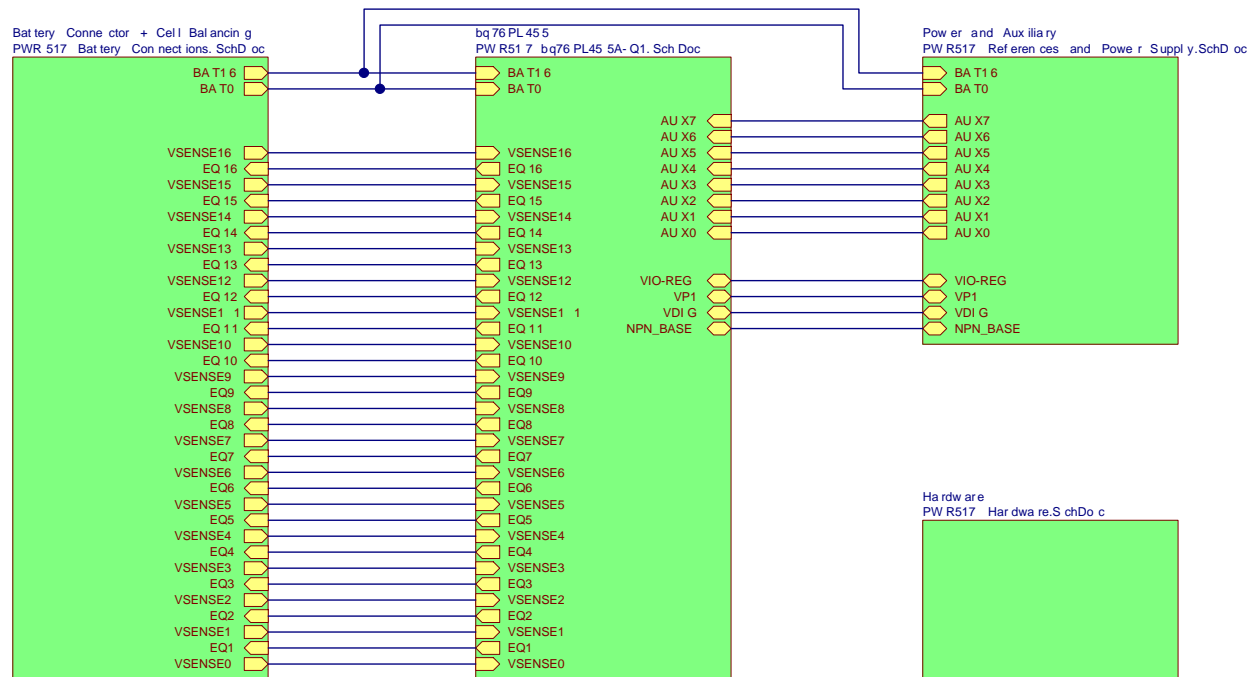 Battery Connector + Cell Balancing
PWR517 Battery Connections.SchDoc
BAT16
BAT0
VSENSE16
EQ16
VSENSE15
EQ15
VSENSE14
EQ14
VSENSE13
EQ13
VSENSE12
EQ12
VSENSE11
EQ11
VSENSE10
EQ10
VSENSE9
EQ9
VSENSE8
EQ8
VSENSE7
EQ7
VSENSE6
EQ6
VSENSE5
EQ5
VSENSE4
EQ4
VSENSE3
EQ3
VSENSE2
EQ2
VSENSE1
EQ1
VSENSE0
bq76PL455
PWR517 bq76PL455A-Q1.SchDoc
BAT16
BAT0
VSENSE16
EQ16
VSENSE15
EQ15
VSENSE14
EQ14
VSENSE13
EQ13
VSENSE12
EQ12
VSENSE11
EQ11
VSENSE10
EQ10
VSENSE9
EQ9
VSENSE8
EQ8
VSENSE7
EQ7
VSENSE6
EQ6
VSENSE5
EQ5
VSENSE4
EQ4
VSENSE3
EQ3
VSENSE2
EQ2
VSENSE1
EQ1
VSENSE0
AUX7
AUX6
AUX5
AUX4
AUX3
AUX2
AUX1
AUX0
VIO-REG
VP1
VDIG
NPN_BASE
Power and Auxiliary
PWR517 References and Power Supply.SchDoc
BAT16
BAT0
AUX7
AUX6
AUX5
AUX4
AUX3
AUX2
AUX1
AUX0
VIO-REG
VP1
VDIG
NPN_BASE
Hardware
PWR517 Hardware.SchDoc